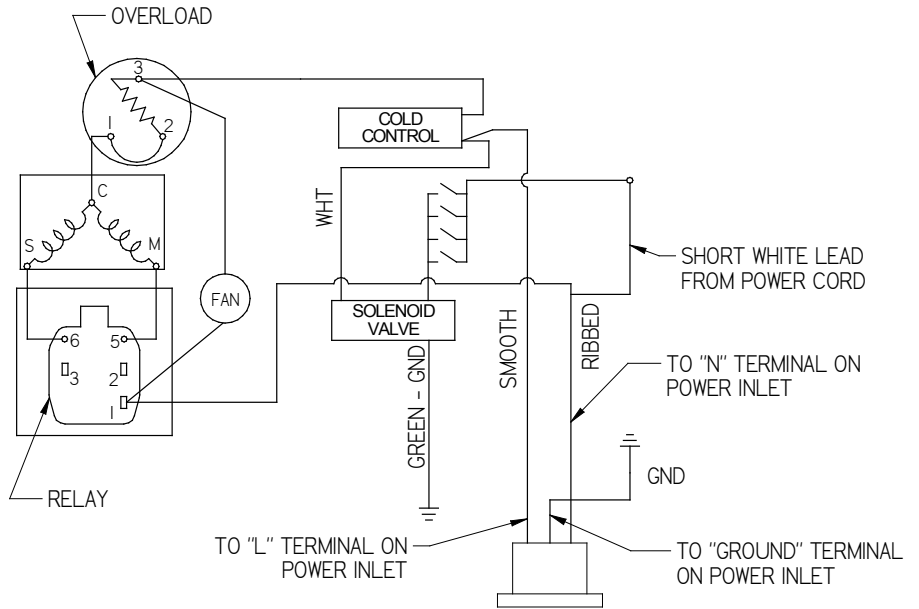 OVERLOAD
3
1
2
COLD
CONTROL
C
S
M
WHT
SHORT WHITE LEAD
FROM POWER CORD
FAN
SOLENOID
VALVE
6
5
3
2
1
SMOOTH
RIBBED
TO "N" TERMINAL ON
POWER INLET
GREEN - GND
GND
RELAY
TO "L" TERMINAL ON
POWER INLET
TO "GROUND" TERMINAL
ON POWER INLET